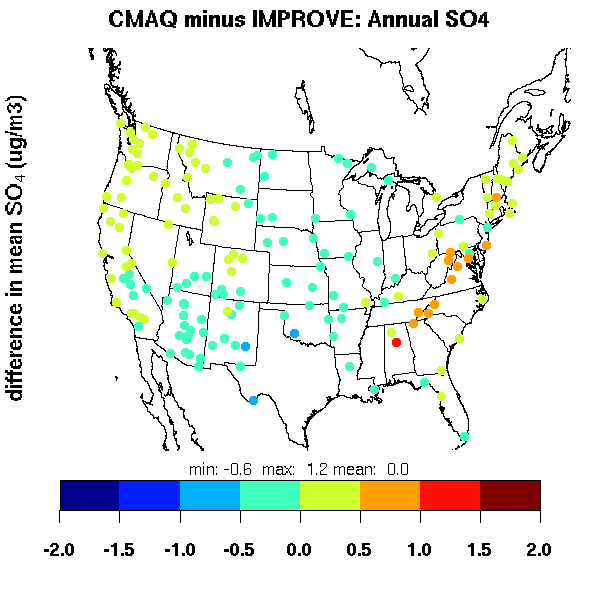 CMAQ minus IMPROVE: Annual SO4
difference in mean SO4 (ug/m3)
min: -0.6 max: 1.2 mean: 0.0
-2.0 -1.5 -1.0 -0.5 0.0 0.5 1.0 1.5 2.0